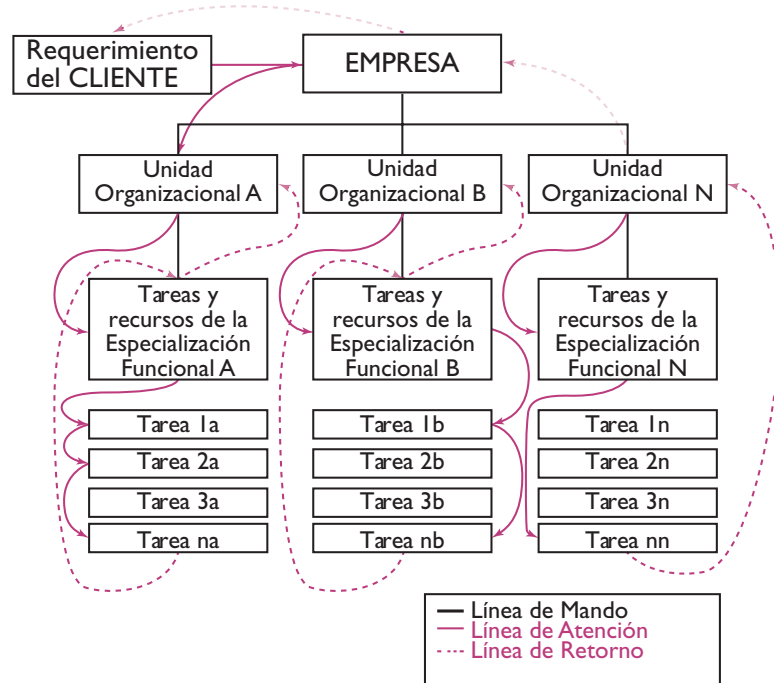 Requerimiento
del CLIENTE
EMPRESA
Unidad
Organizacional A
Unidad
Organizacional B
Unidad
Organizacional N
Tareas y
recursos de la
Especialización
Funcional A
Tareas y
recursos de la
Especialización
Funcional B
Tareas y
recursos de la
Especialización
Funcional N
Tarea 1a
Tarea 2a
Tarea 3a
Tarea na
Tarea 1b
Tarea 2b
Tarea 3b
Tarea nb
Tarea 1n
Tarea 2n
Tarea 3n
Tarea nn
Línea de Mando
Línea de Atención
Línea de Retorno